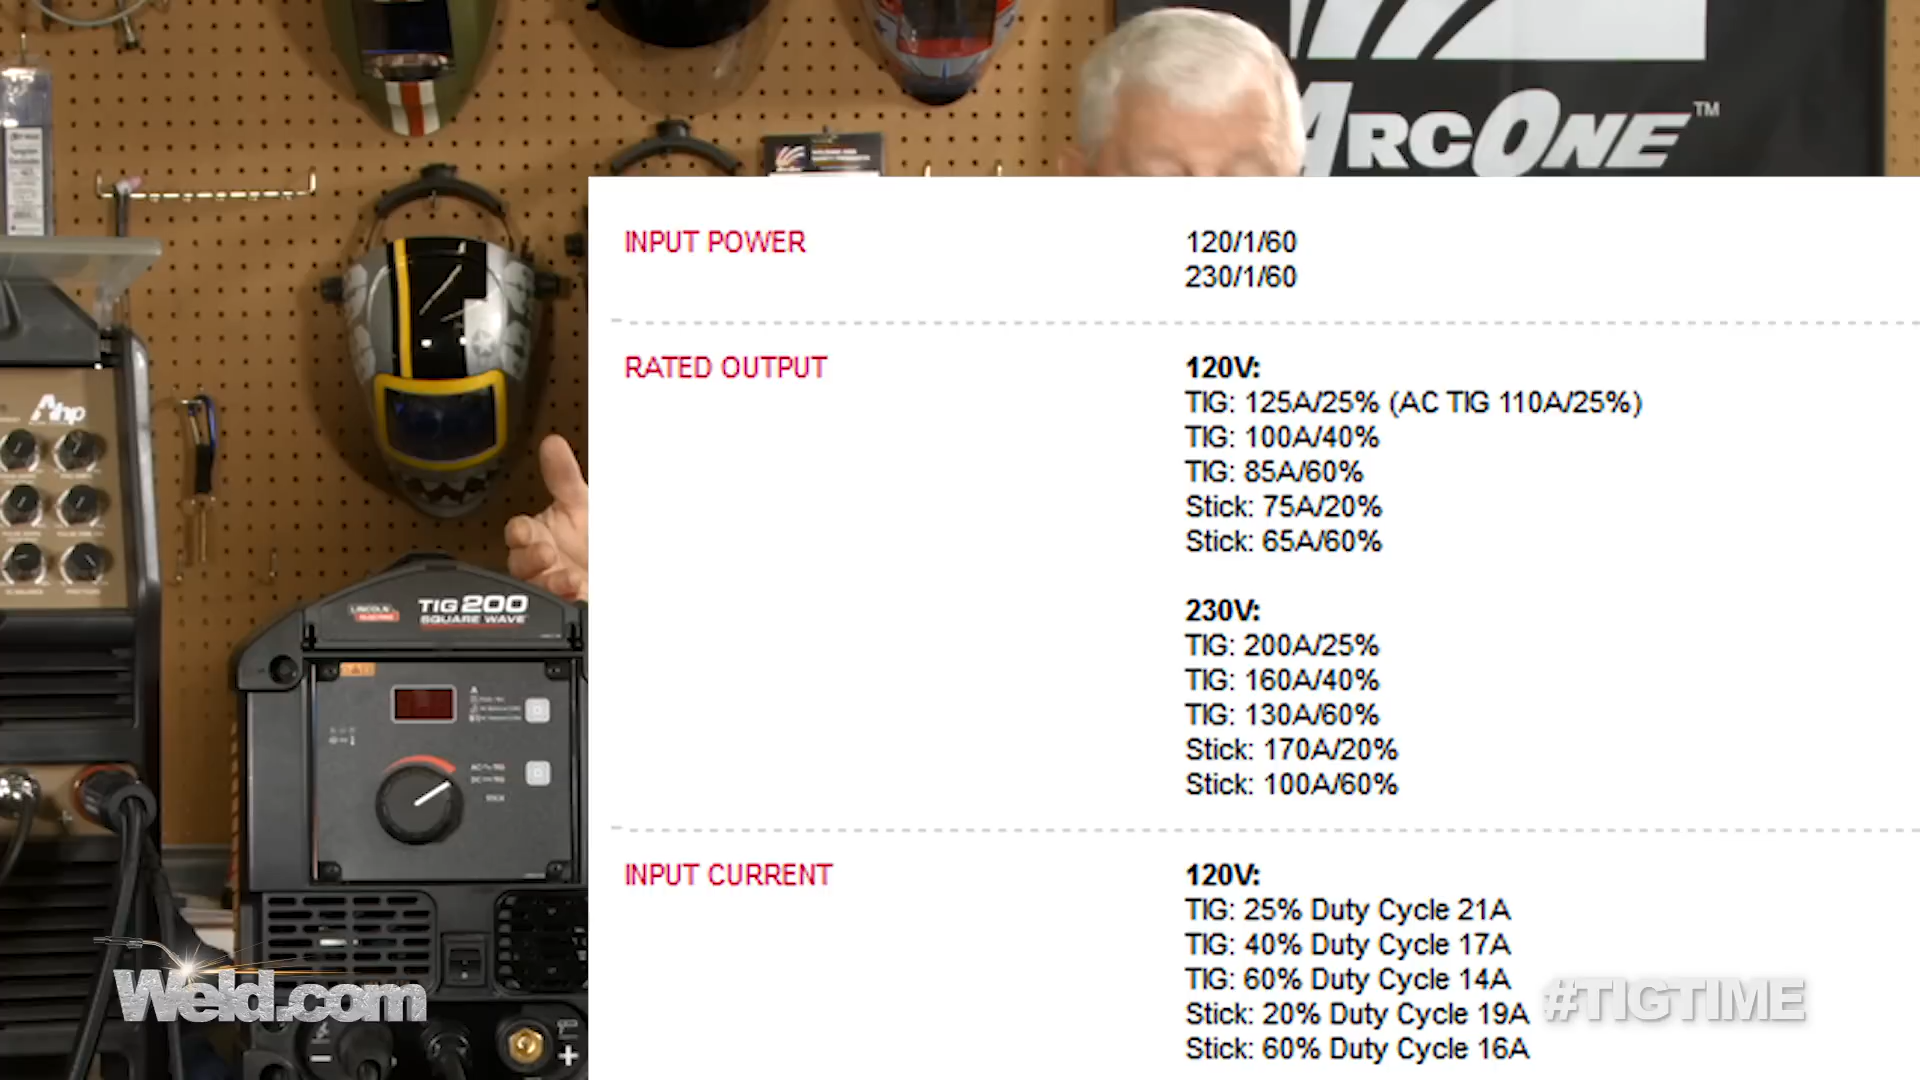 ARCONE™
Ahp
INPUT POWER
120/1/60
230/1/60
RATED OUTPUT
120V:
TIG: 125A/25% (AC TIG 110A/25%)
TIG: 100A/40%
TIG: 85A/60%
Stick: 75A/20%
Stick: 65A/60%
230V:
TIG: 200A/25%
TIG: 160A/40%
TIG: 130A/60%
Stick: 170A/20%
Stick: 100A/60%
INPUT CURRENT
120V:
TIG: 25% Duty Cycle 21A
TIG: 40% Duty Cycle 17A
TIG: 60% Duty Cycle 14A
Stick: 20% Duty Cycle 19A
Stick: 60% Duty Cycle 16A
LINCOLN
ELECTRIC
TIG 200
SQUARE WAVE
A
STICK
Weld.com
#TIGTIME